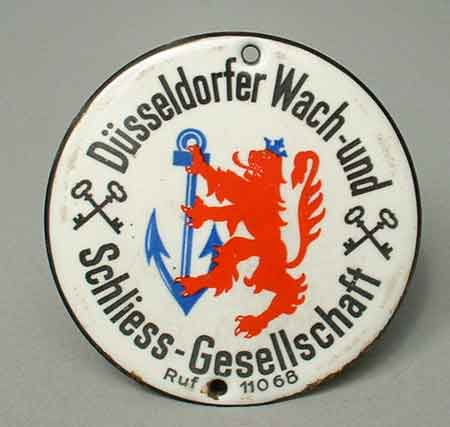 Düsseldorfer Wach-und
Schliess-Gesellschaft
Ruf 11068